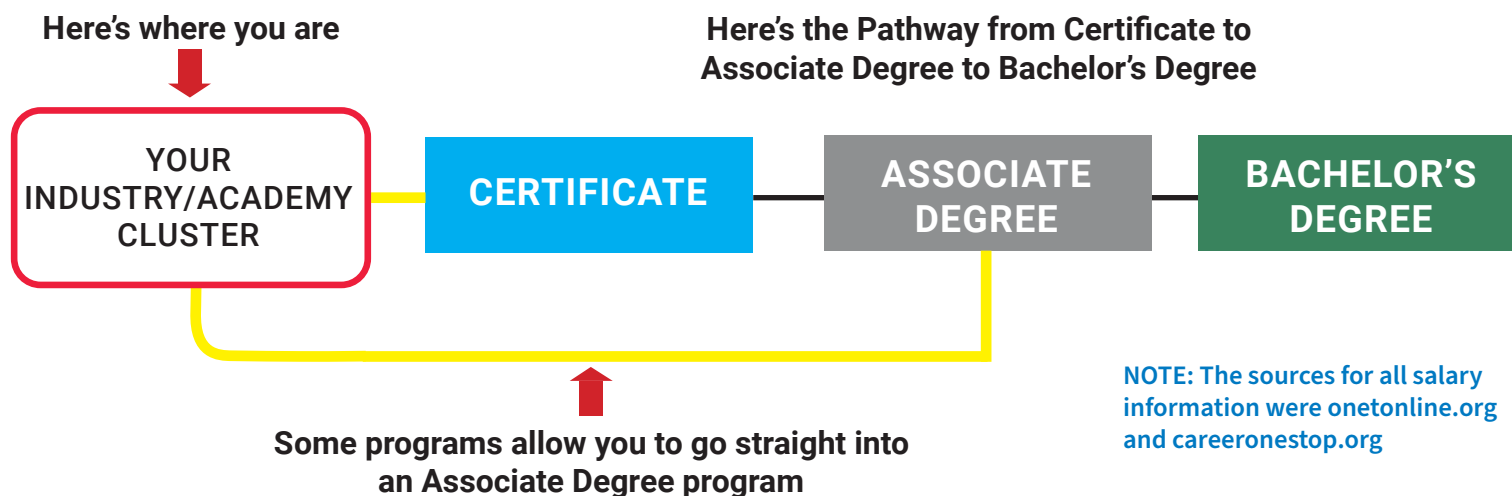 Here’s where you are
Here’s the Pathway from Certificate to
Associate Degree to Bachelor’s Degree
YOUR
INDUSTRY/ACADEMY
CLUSTER
CERTIFICATE
ASSOCIATE
DEGREE
BACHELOR’S
DEGREE
Some programs allow you to go straight into
an Associate Degree program
NOTE: The sources for all salary
information were onetonline.org
and careeronestop.org